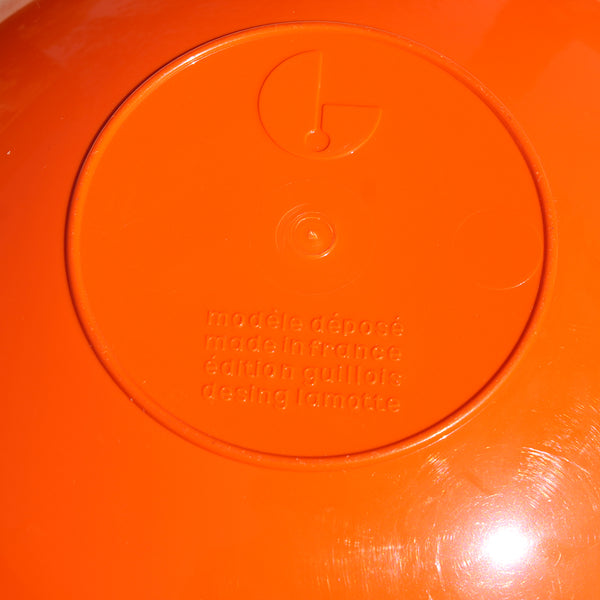 modèle déposé
made in france
édition guillois
desing lamotte